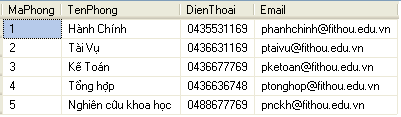 MaPhong TenPhong DienThoai Email
1 Hành Chính 0435531169 phanhchinh@fithou.edu.vn
2 Tài Vụ 0436631169 ptaivu@fithou.edu.vn
3 Kế Toán 0436677769 pketoan@fithou.edu.vn
4 Tổng hợp 0436636748 ptonghop@fithou.edu.vn
5 Nghiên cứu khoa học 0488677769 pnckh@fithou.edu.vn